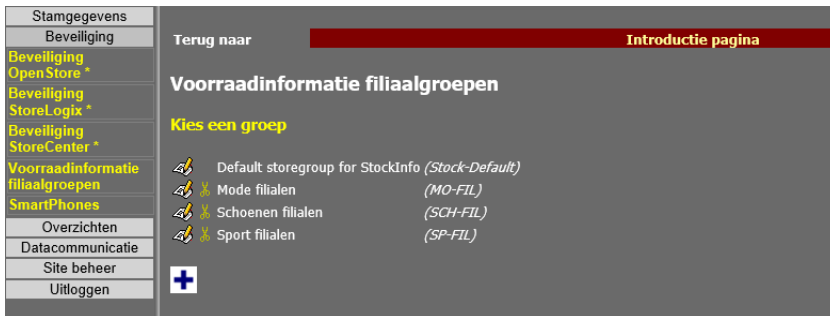 Stamgegevens
Beveiliging
Beveiliging
OpenStore *
Beveiliging
StoreLogix *
Beveiliging
StoreCenter *
Voorraadinformatie
filiaalgroepen
SmartPhones
Overzichten
Datacommunicatie
Site beheer
Uitloggen
Terug naar Introductie pagina
Voorraadinformatie filiaalgroepen
Kies een groep
Default storegroup for StockInfo (Stock-Default)
Mode filialen (MO-FIL)
Schoenen filialen (SCH-FIL)
Sport filialen (SP-FIL)